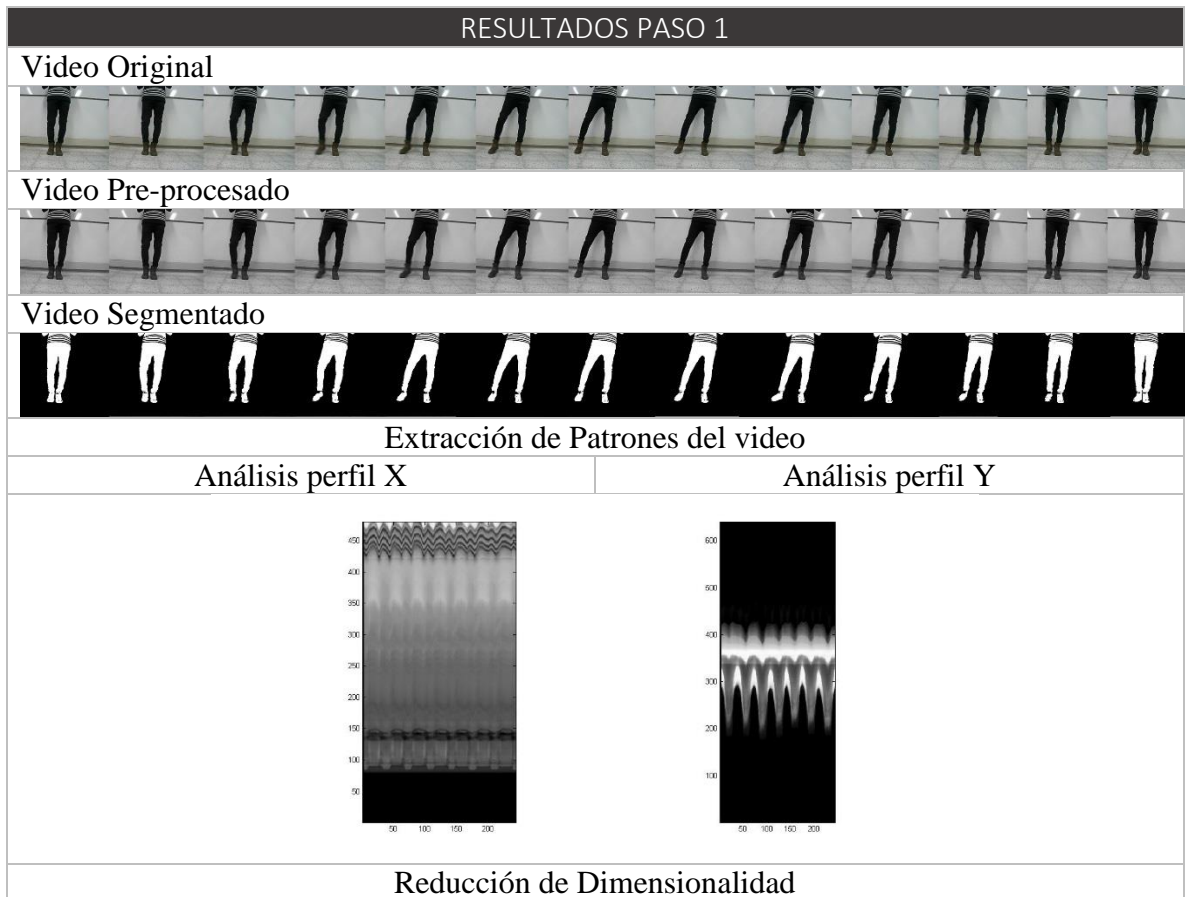 RESULTADOS PASO 1
Video Original
Video Pre-procesado
Video Segmentado
Extracción de Patrones del video
Análisis perfil X
Análisis perfil Y
450
400
350
300
250
200
150
100
50
50 100 150 200
600
500
400
300
200
100
50 100 150 200
Reducción de Dimensionalidad